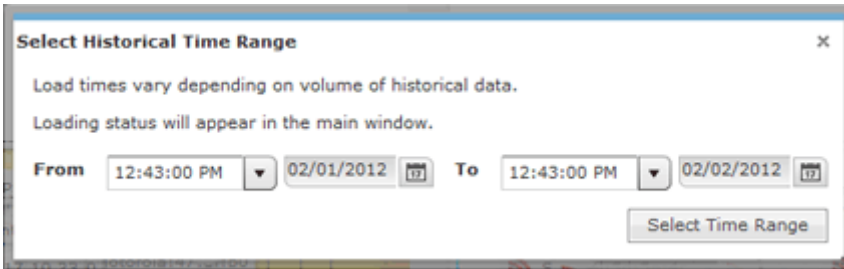 Select Historical Time Range
Load times vary depending on volume of historical data.
Loading status will appear in the main window.
From 12:43:00 PM 02/01/2012 17 To 12:43:00 PM 02/02/2012 17
Select Time Range